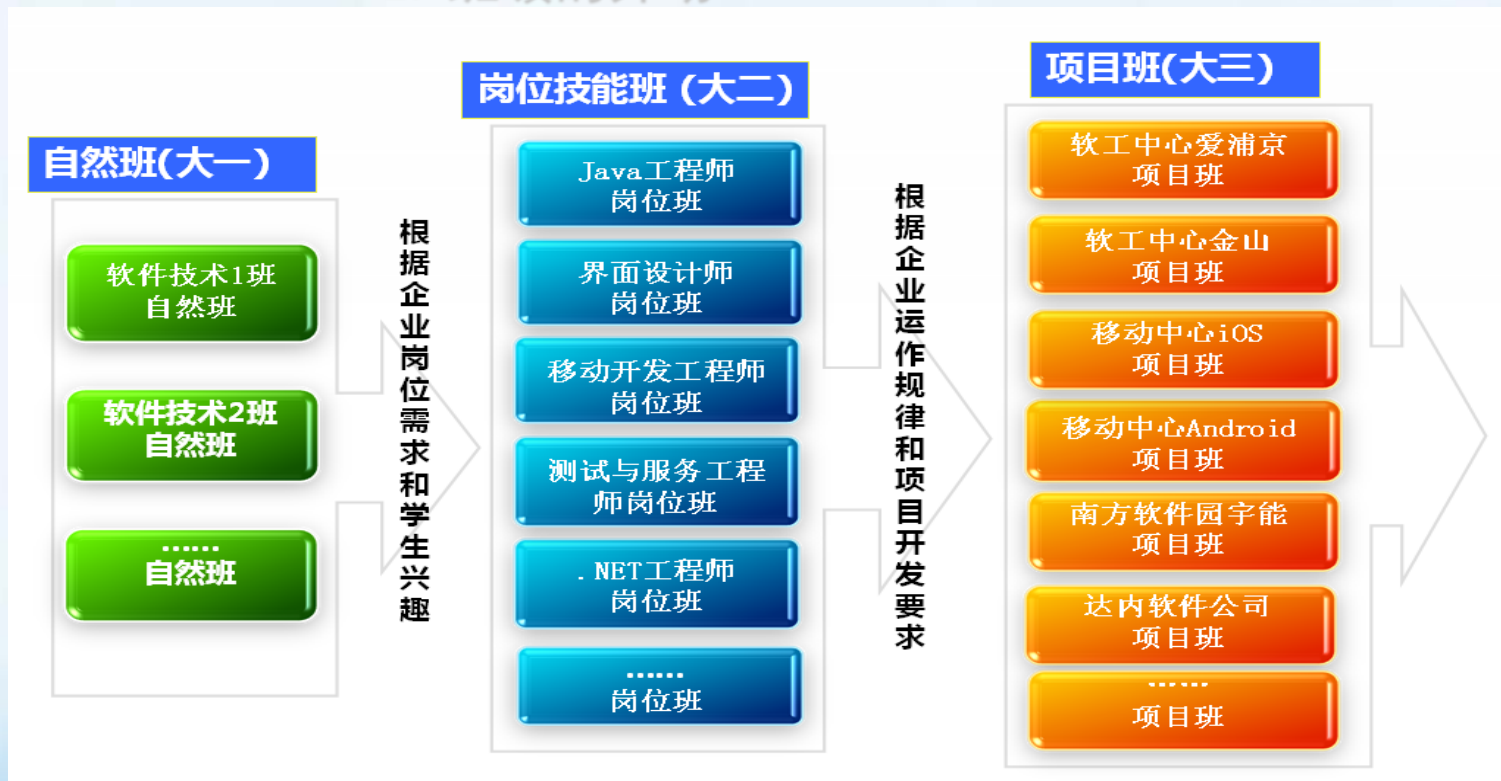 自然班(大一）
软件技术1班
自然班
软件技术2班
自然班
……
自然班
根据企业岗位需求和学生兴趣
岗位技能班（大二）
Java工程师
岗位班
界面设计师
岗位班
移动开发工程师
岗位班
测试与服务工程
师岗位班
.NET工程师
岗位班
……
岗位班
根据企业运作规律和项目开发要求
项目班(大三）
软工中心爱浦京
项目班
软工中心金山
项目班
移动中心iOS
项目班
移动中心Android
项目班
南方软件园宇能
项目班
达内软件公司
项目班
……
项目班